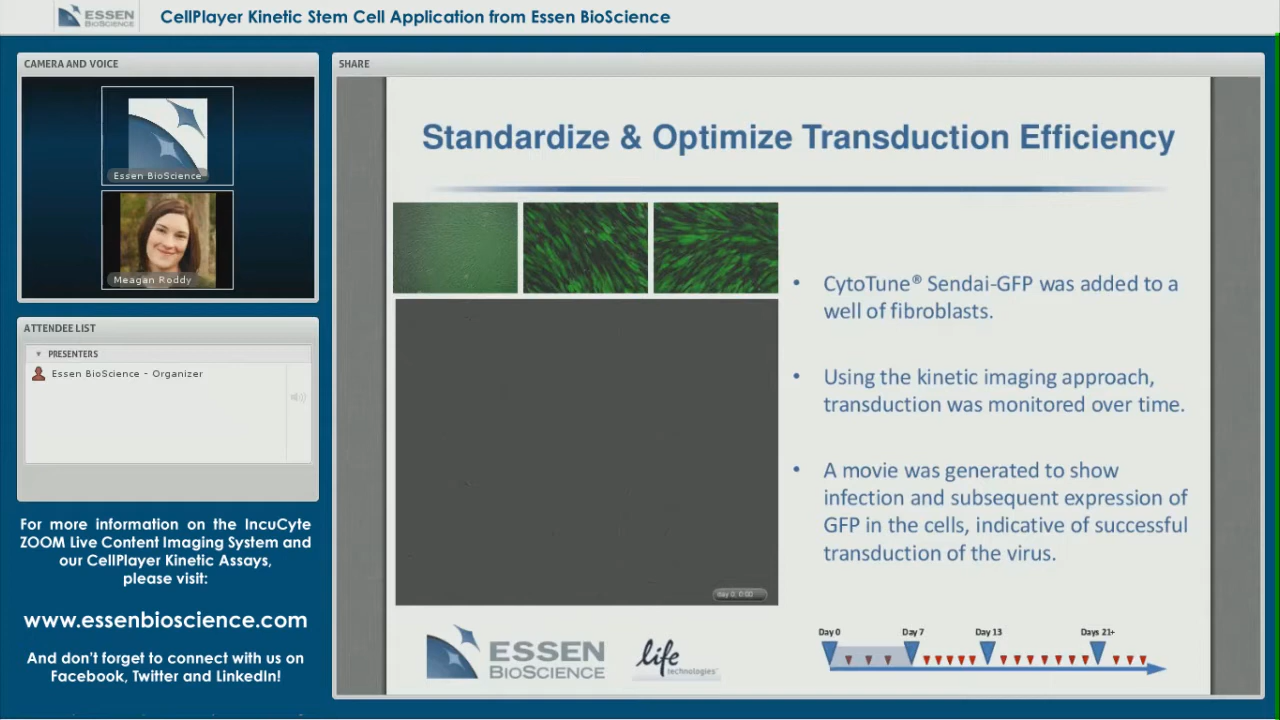 ESSEN
BIOSCIENCE
CellPlayer Kinetic Stem Cell Application from Essen BioScience
CAMERA AND VOICE
Essen BioScience
Meagan Roddy
ATTENDEE LIST
PRESENTERS
Essen BioScience - Organizer
For more information on the IncuCyte
ZOOM Live Content Imaging System and
our CellPlayer Kinetic Assays,
please visit:
www.essenbioscience.com
And don't forget to connect with us on
Facebook, Twitter and LinkedIn!
SHARE
Standardize & Optimize Transduction Efficiency
• CytoTune® Sendai-GFP was added to a
well of fibroblasts.
• Using the kinetic imaging approach,
transduction was monitored over time.
• A movie was generated to show
infection and subsequent expression of
GFP in the cells, indicative of successful
transduction of the virus.
day 0, 0:00
ESSEN
BIOSCIENCE
life
technologies™
Day 0 Day 7 Day 13 Days 21+